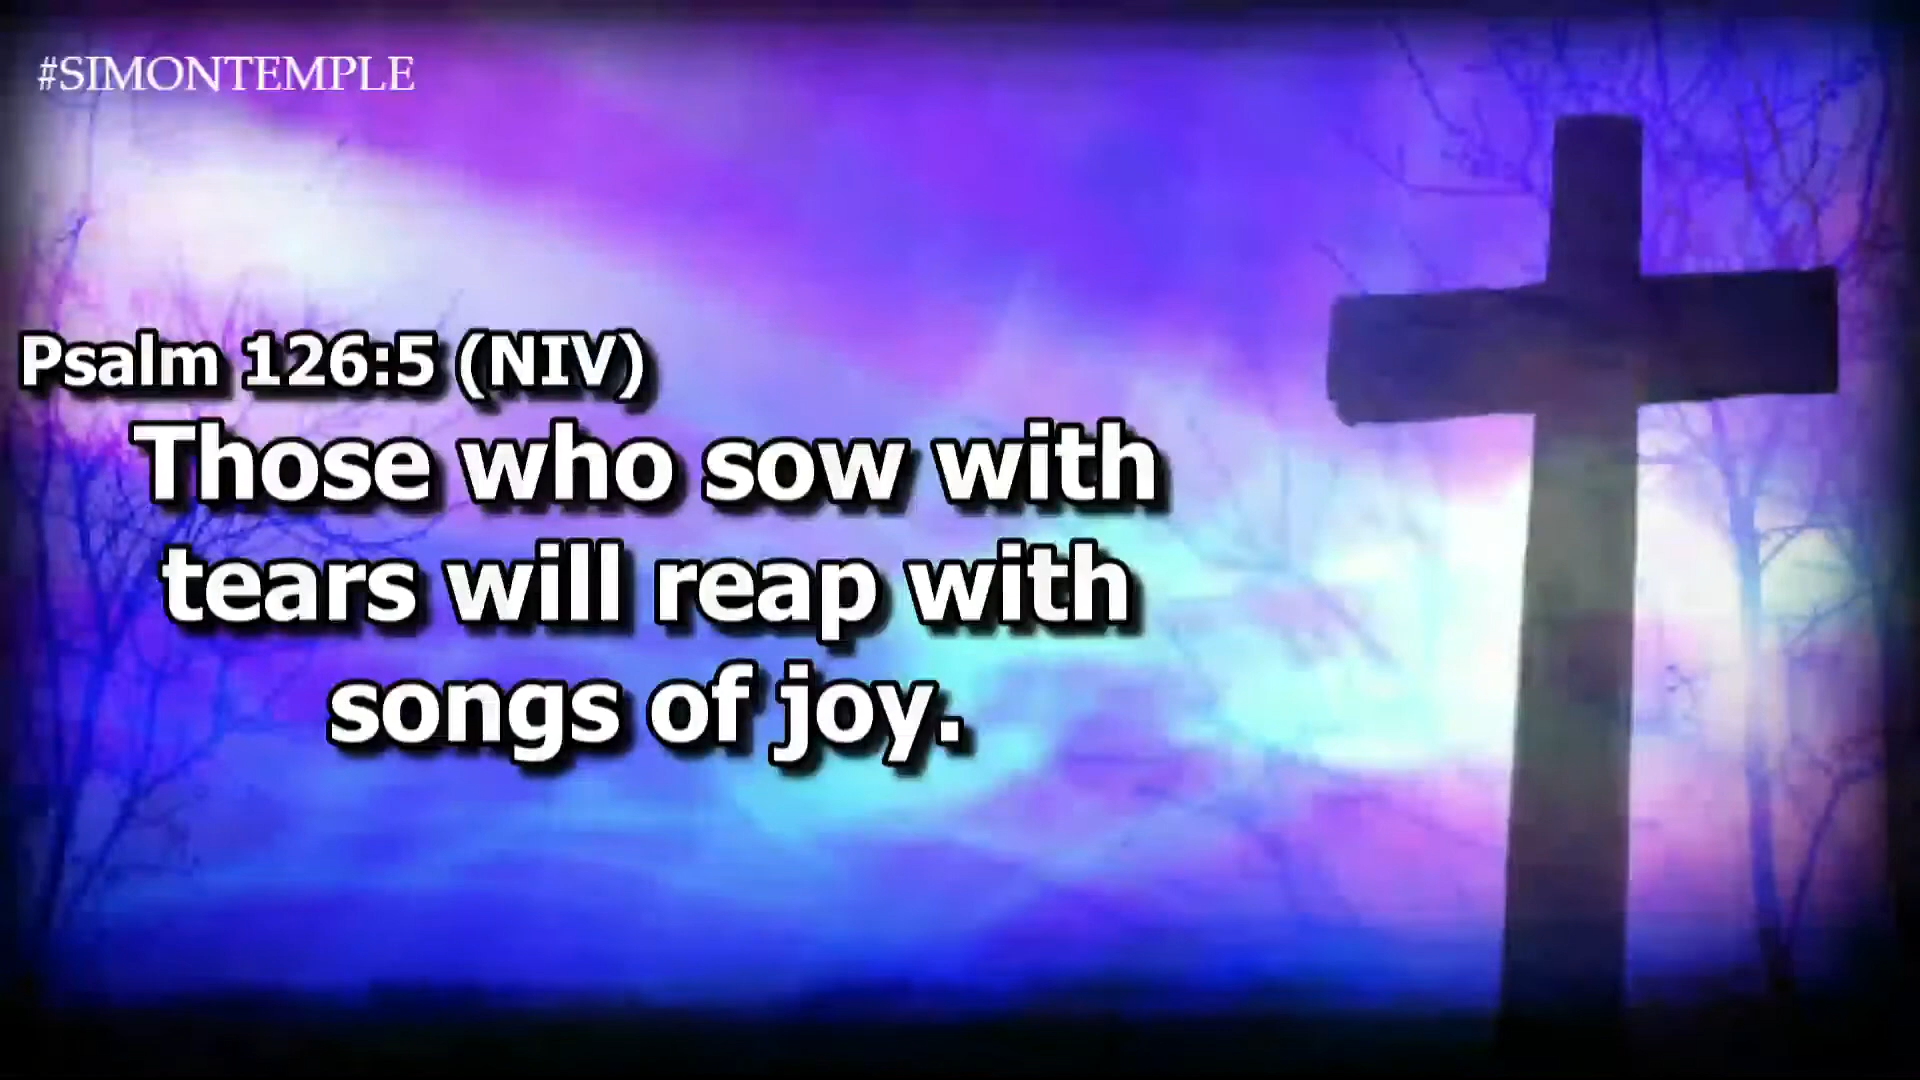 #SIMONTEMPLE
Psalm 126:5 (NIV)
Those who sow with
tears will reap with
songs of joy.